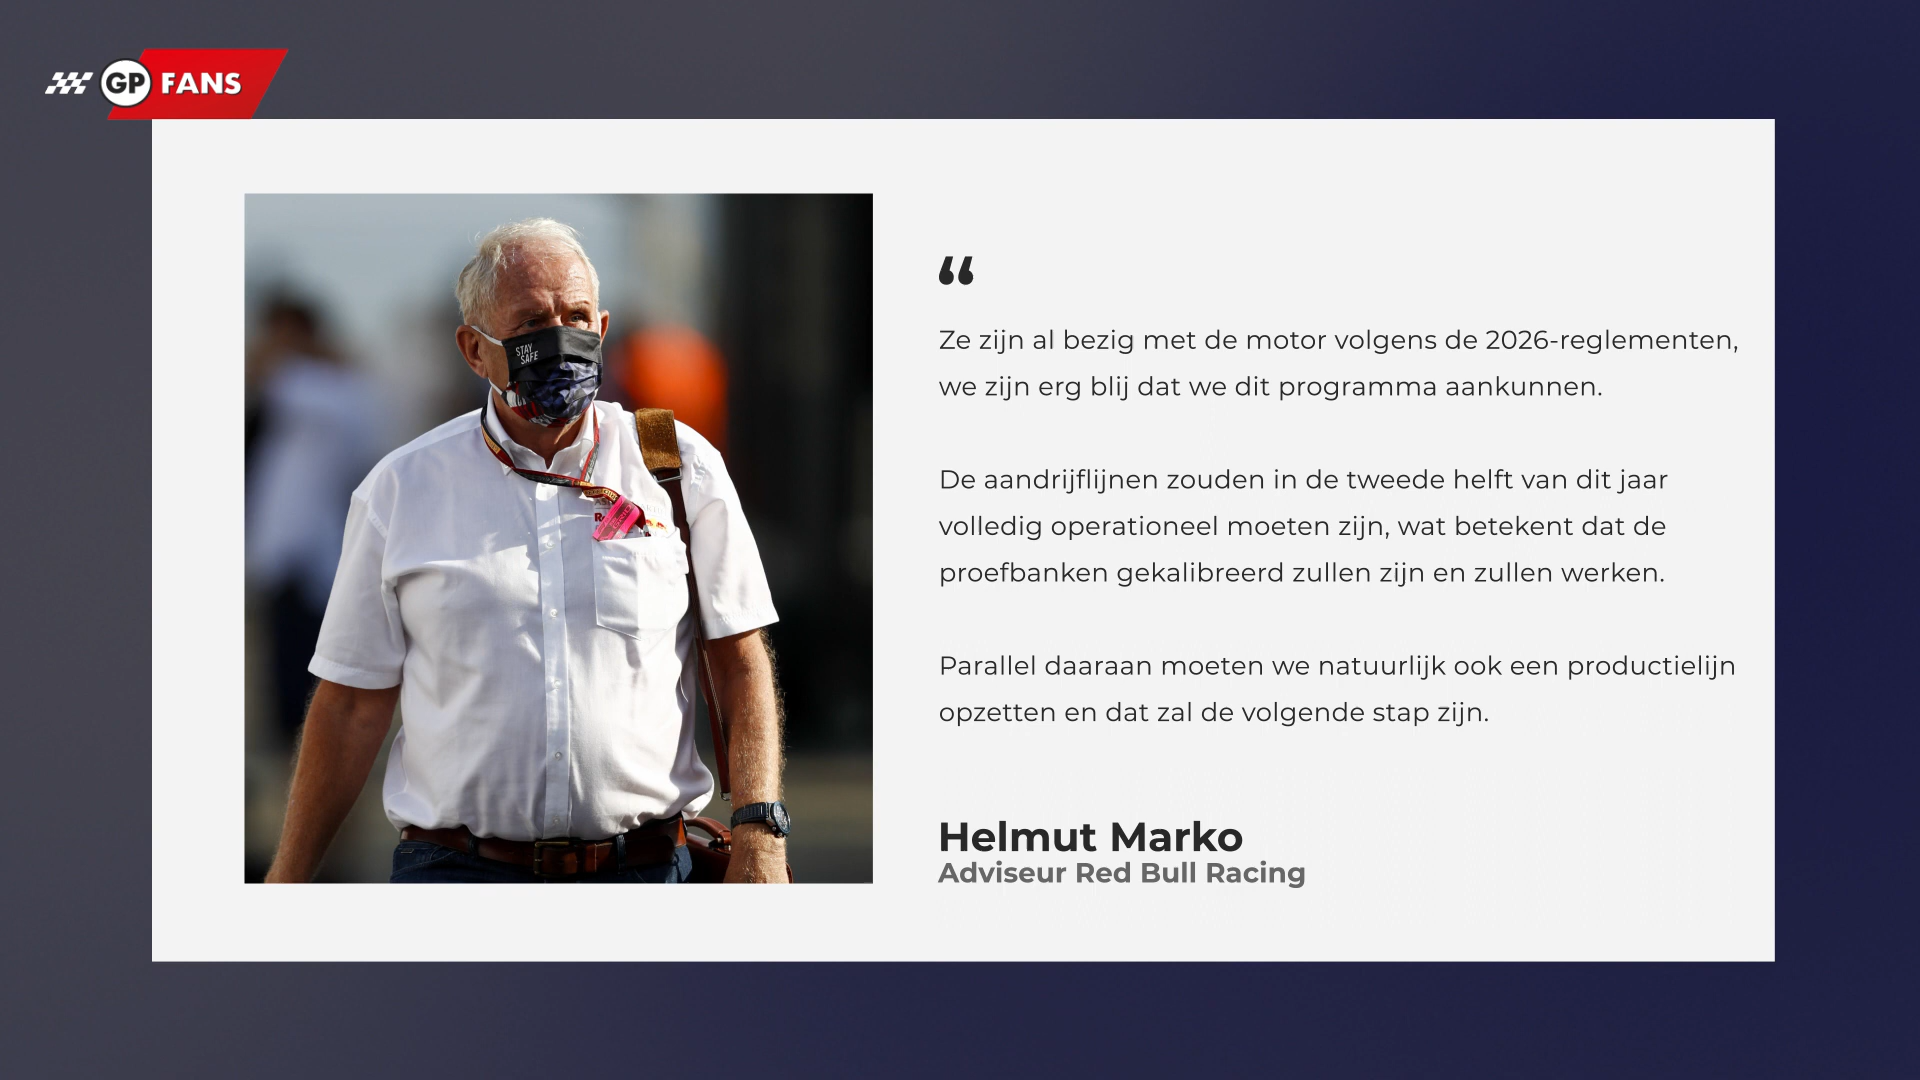 GP FANS
STAY
SAFE
“
Ze zijn al bezig met de motor volgens de 2026-reglementen,
we zijn erg blij dat we dit programma aankunnen.
De aandrijflijnen zouden in de tweede helft van dit jaar
volledig operationeel moeten zijn, wat betekent dat de
proefbanken gekalibreerd zullen zijn en zullen werken.
Parallel daaraan moeten we natuurlijk ook een productielijn
opzetten en dat zal de volgende stap zijn.
Helmut Marko
Adviseur Red Bull Racing